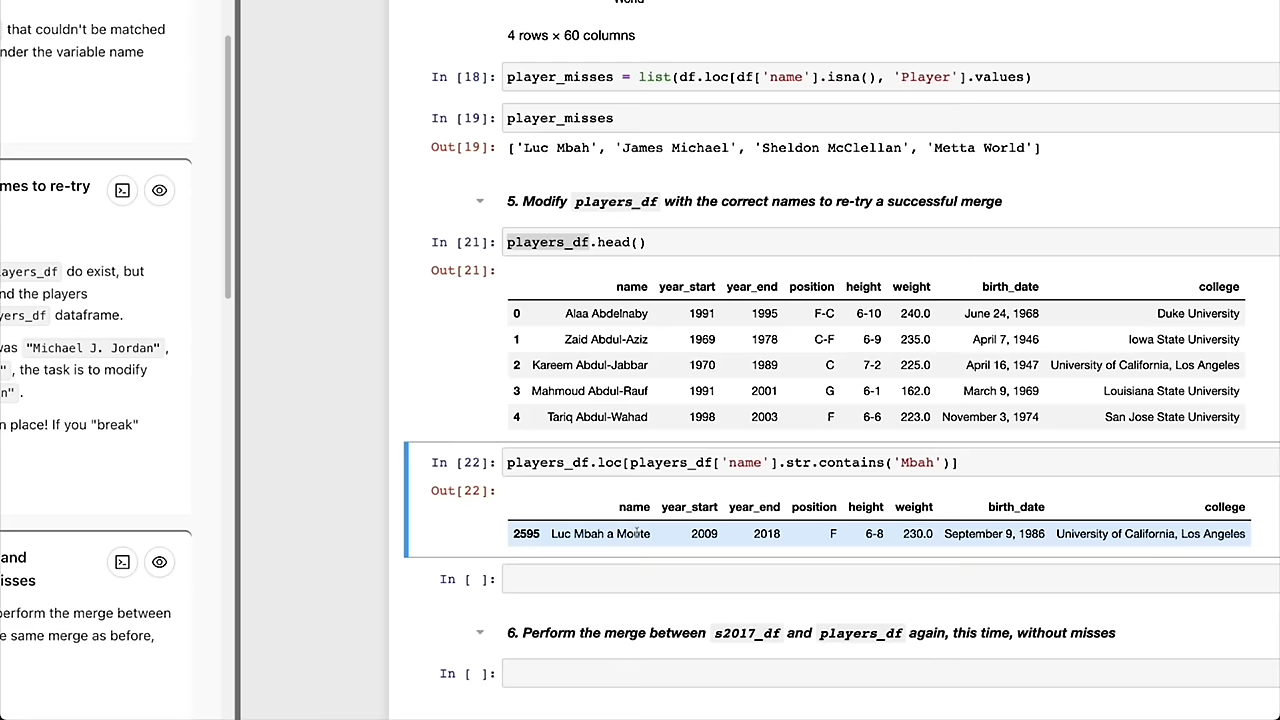 that couldn't be matched
nder the variable name
mes to re-try
ayers_df do exist, but
nd the players
yers_df dataframe.
was "Michael J. Jordan",
", the task is to modify
n".
n place! If you "break"
and
isses
perform the merge between
e same merge as before,
World
4 rows × 60 columns
In [18]: player_misses = list(df.loc[df['name'].isna(), 'Player'].values)
In [19]: player_misses
Out[19]: ['Luc Mbah', 'James Michael', 'Sheldon McClellan', 'Metta World']
5. Modify players_df with the correct names to re-try a successful merge
In [21]: players_df.head()
Out[21]:
name year_start year_end position height weight birth_date college
0 Alaa Abdelnaby 1991 1995 F-C 6-10 240.0 June 24, 1968 Duke University
1 Zaid Abdul-Aziz 1969 1978 C-F 6-9 235.0 April 7, 1946 Iowa State University
2 Kareem Abdul-Jabbar 1970 1989 C 7-2 225.0 April 16, 1947 University of California, Los Angeles
3 Mahmoud Abdul-Rauf 1991 2001 G 6-1 162.0 March 9, 1969 Louisiana State University
4 Tariq Abdul-Wahad 1998 2003 F 6-6 223.0 November 3, 1974 San Jose State University
In [22]: players_df.loc[players_df['name'].str.contains('Mbah')]
Out[22]:
name year_start year_end position height weight birth_date college
2595 Luc Mbah a Moute 2009 2018 F 6-8 230.0 September 9, 1986 University of California, Los Angeles
In [ ]:
6. Perform the merge between s2017_df and players_df again, this time, without misses
In [ ]: